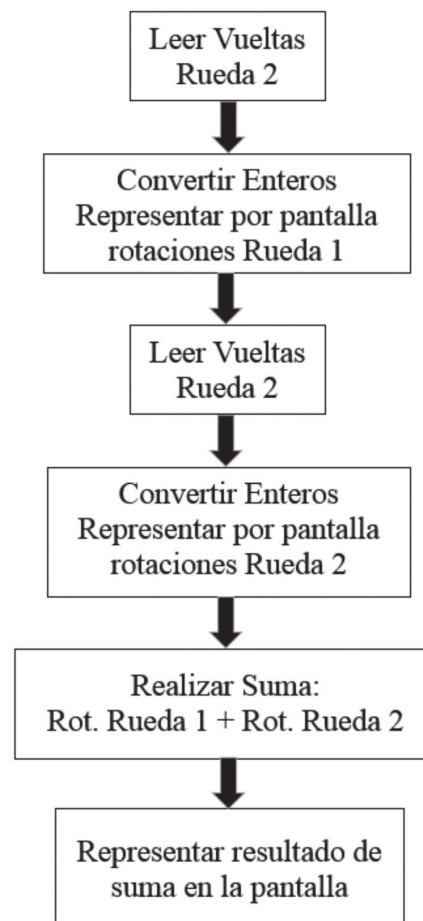 Leer Vueltas
Rueda 2
Convertir Enteros
Representar por pantalla
rotaciones Rueda 1
Leer Vueltas
Rueda 2
Convertir Enteros
Representar por pantalla
rotaciones Rueda 2
Realizar Suma:
Rot. Rueda 1 + Rot. Rueda 2
Representar resultado de
suma en la pantalla